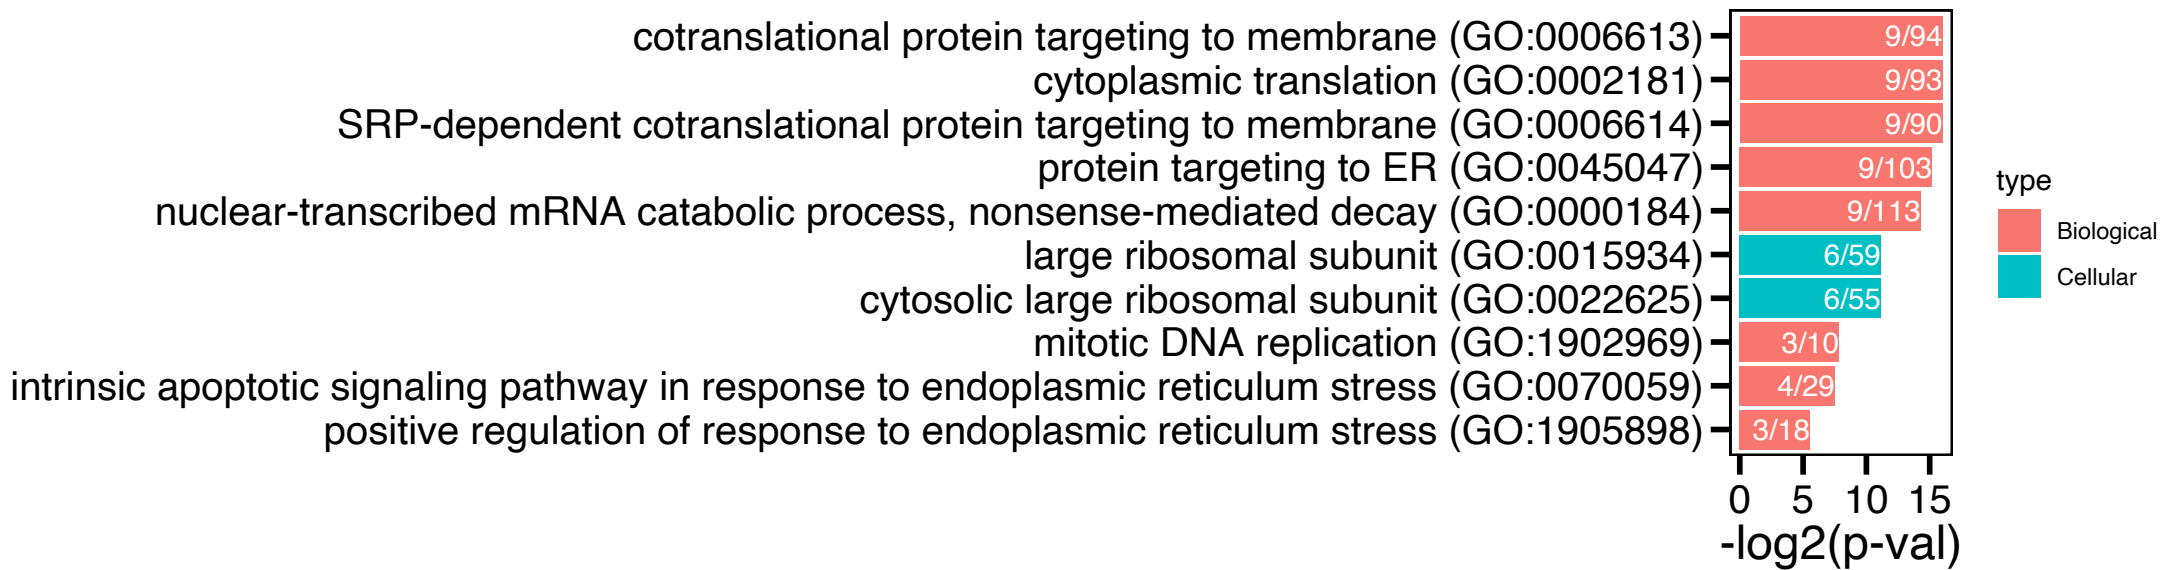 cotranslational protein targeting to membrane (GO:0006613) 9/94
cytoplasmic translation (GO:0002181) 9/93
SRP-dependent cotranslational protein targeting to membrane (GO:0006614) 9/90
protein targeting to ER (GO:0045047) 9/103
nuclear-transcribed mRNA catabolic process, nonsense-mediated decay (GO:0000184) 9/113
large ribosomal subunit (GO:0015934) 6/59
cytosolic large ribosomal subunit (GO:0022625) 6/55
mitotic DNA replication (GO:1902969) 3/10
intrinsic apoptotic signaling pathway in response to endoplasmic reticulum stress (GO:0070059) 4/29
positive regulation of response to endoplasmic reticulum stress (GO:1905898) 3/18
0 5 10 15
-log2(p-val)
type
Biological
Cellular